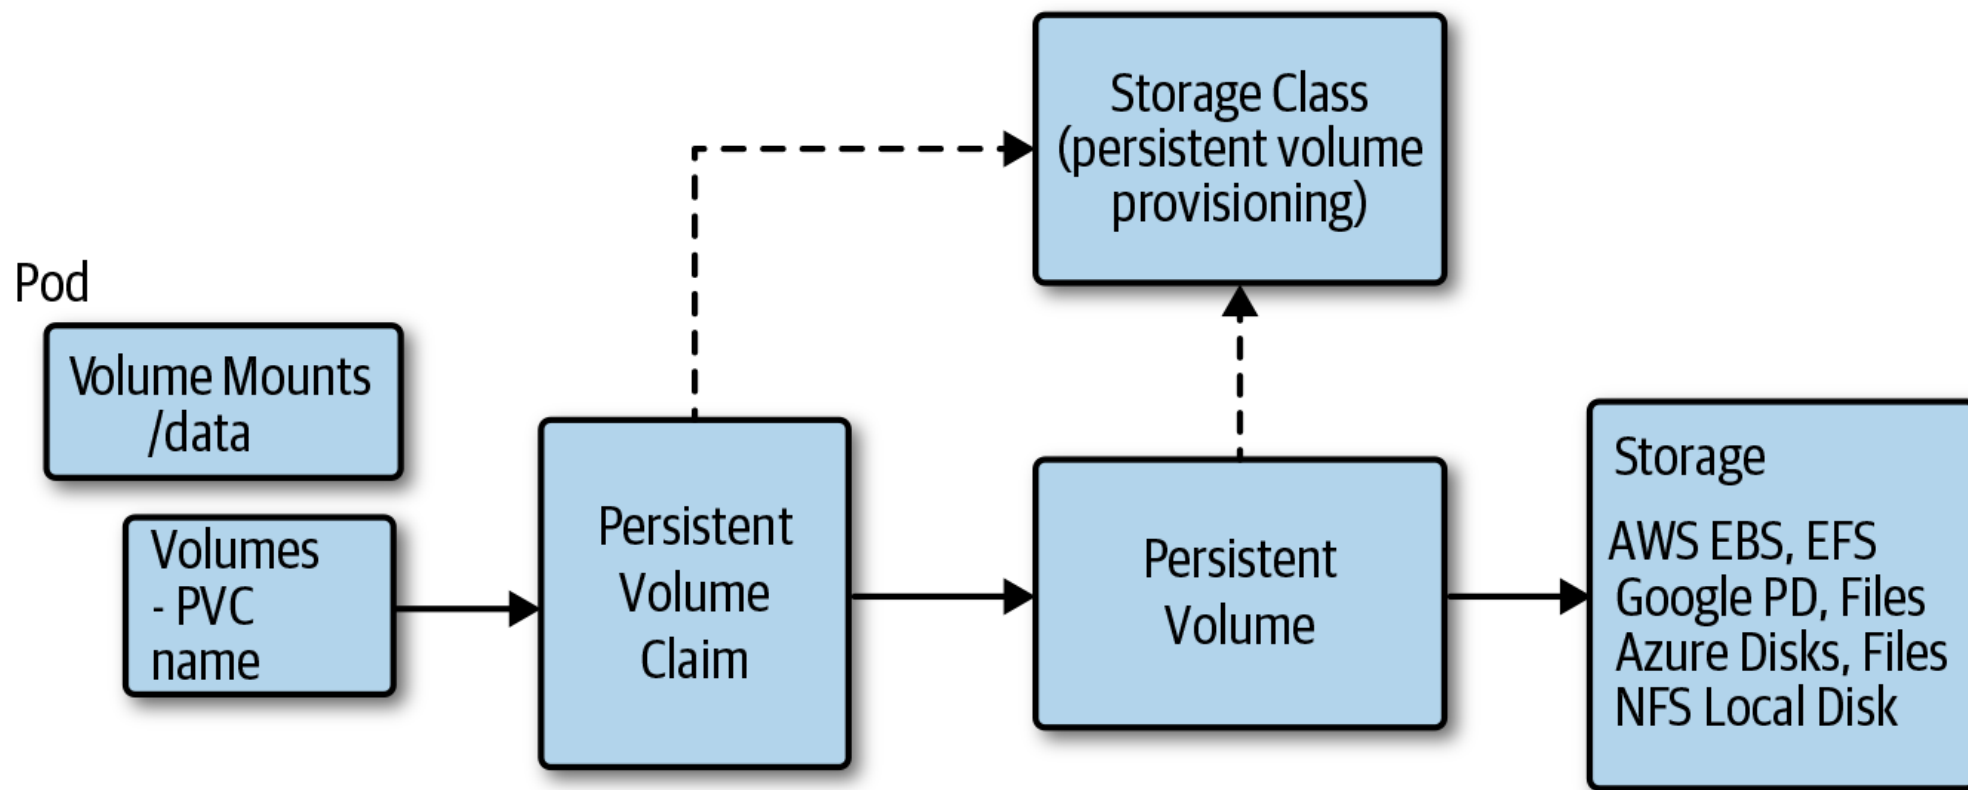 Storage Class
(persistent volume
provisioning)
Pod
Volume Mounts
/data
Volumes
- PVC
name
Persistent
Volume
Claim
Persistent
Volume
Storage
AWS EBS, EFS
Google PD, Files
Azure Disks, Files
NFS Local Disk